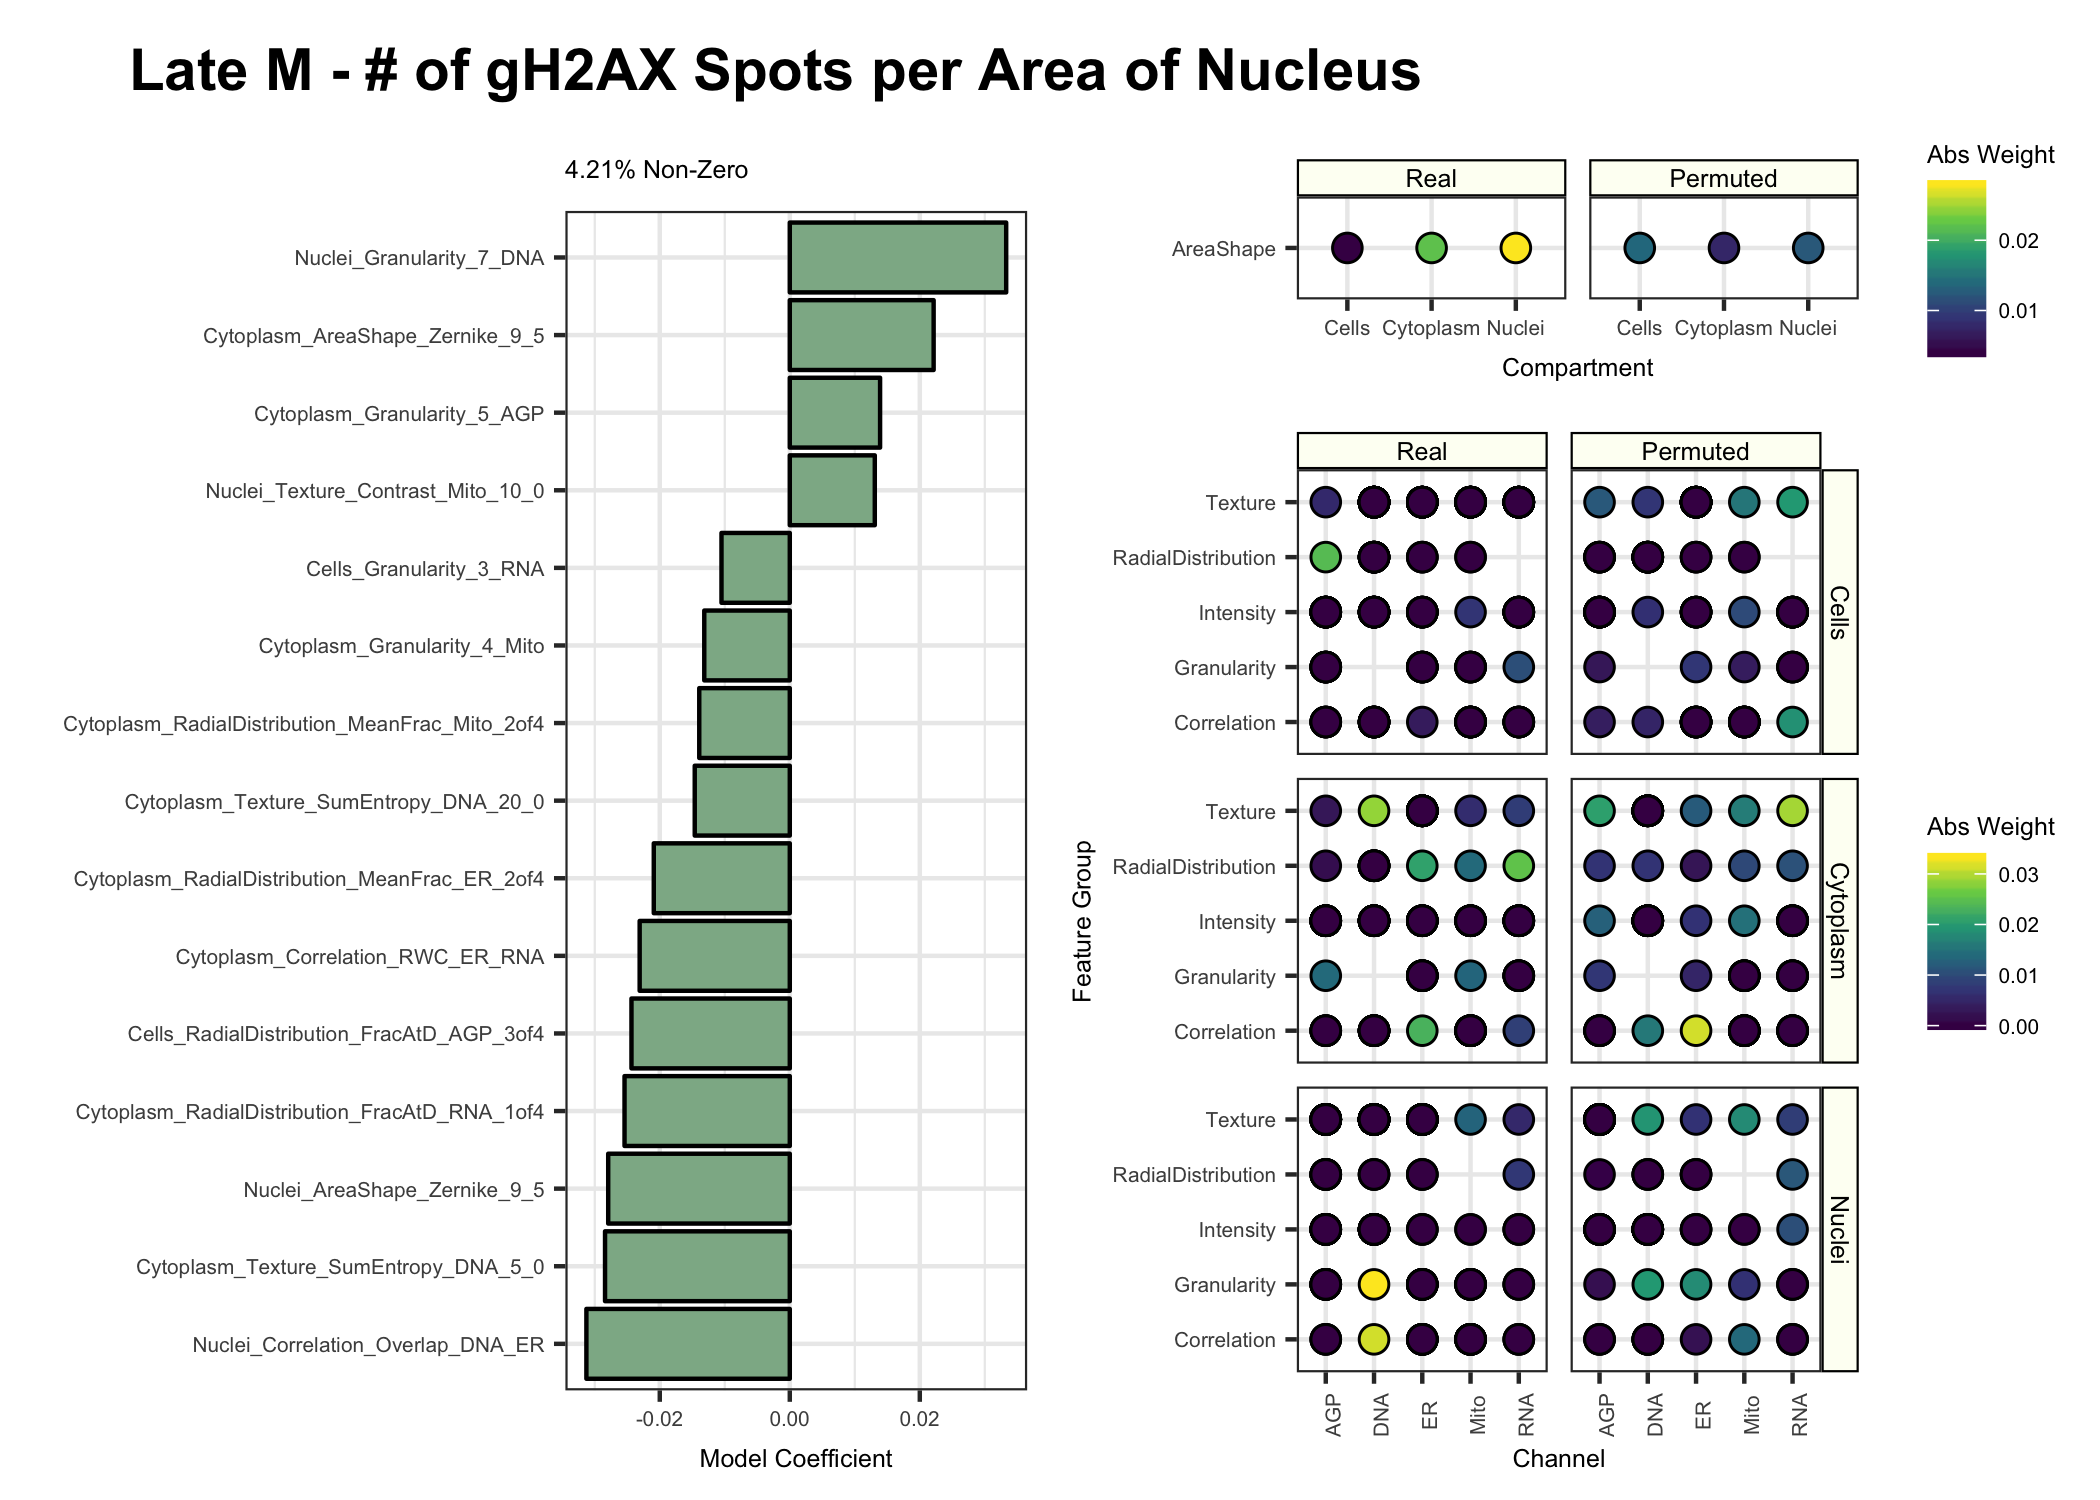 Late M - # of gH2AX Spots per Area of Nucleus
4.21% Non-Zero
Nuclei_Granularity_7_DNA
Cytoplasm_AreaShape_Zernike_9_5
Cytoplasm_Granularity_5_AGP
Nuclei_Texture_Contrast_Mito_10_0
Cells_Granularity_3_RNA
Cytoplasm_Granularity_4_Mito
Cytoplasm_RadialDistribution_MeanFrac_Mito_2of4
Cytoplasm_Texture_SumEntropy_DNA_20_0
Cytoplasm_RadialDistribution_MeanFrac_ER_2of4
Cytoplasm_Correlation_RWC_ER_RNA
Cells_RadialDistribution_FracAtD_AGP_3of4
Cytoplasm_RadialDistribution_FracAtD_RNA_1of4
Nuclei_AreaShape_Zernike_9_5
Cytoplasm_Texture_SumEntropy_DNA_5_0
Nuclei_Correlation_Overlap_DNA_ER
-0.02 0.00 0.02
Model Coefficient
Real Permuted
AreaShape
Cells Cytoplasm Nuclei Cells Cytoplasm Nuclei
Compartment
Abs Weight
0.02
0.01
Real Permuted
Feature Group
Texture
RadialDistribution
Intensity
Granularity
Correlation
Cells
Texture
RadialDistribution
Intensity
Granularity
Correlation
Cytoplasm
Texture
RadialDistribution
Intensity
Granularity
Correlation
Nuclei
AGP DNA ER Mito RNA AGP DNA ER Mito RNA
Channel
Abs Weight
0.03
0.02
0.01
0.00